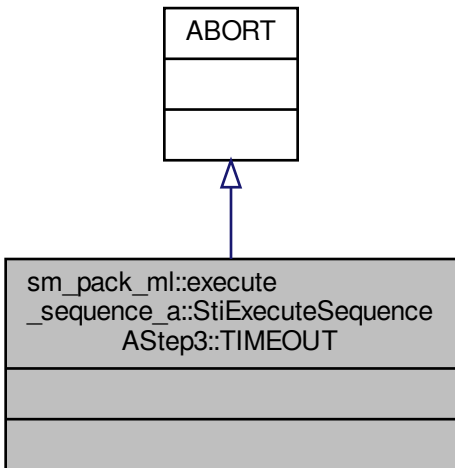 ABORT
sm_pack_ml::execute
_sequence_a::StiExecuteSequence
AStep3::TIMEOUT